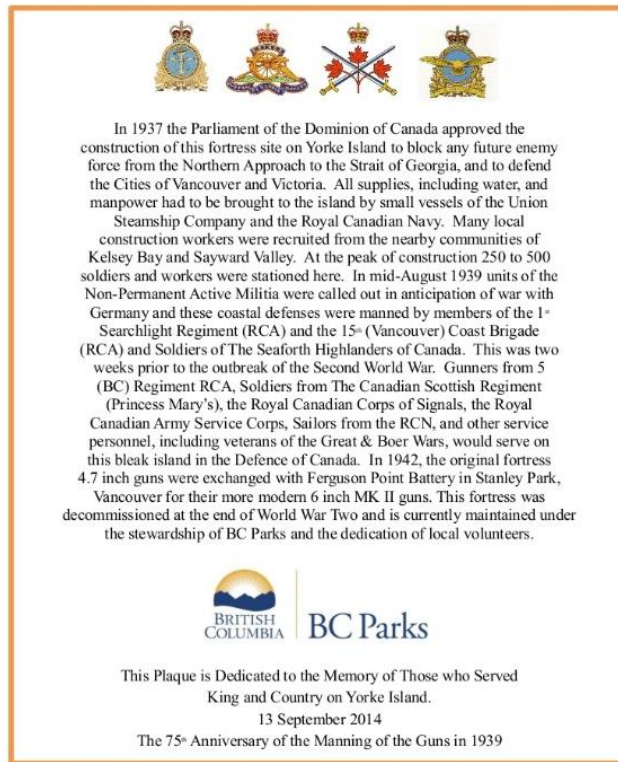 In 1937 the Parliament of the Dominion of Canada approved the
construction of this fortress site on Yorke Island to block any future enemy
force from the Northern Approach to the Strait of Georgia, and to defend
the Cities of Vancouver and Victoria. All supplies, including water, and
manpower had to be brought to the island by small vessels of the Union
Steamship Company and the Royal Canadian Navy. Many local
construction workers were recruited from the nearby communities of
Kelsey Bay and Sayward Valley. At the peak of construction 250 to 500
soldiers and workers were stationed here. In mid-August 1939 units of the
Non-Permanent Active Militia were called out in anticipation of war with
Germany and these coastal defenses were manned by members of the 1st
Searchlight Regiment (RCA) and the 15th (Vancouver) Coast Brigade
(RCA) and Soldiers of The Seaforth Highlanders of Canada. This was two
weeks prior to the outbreak of the Second World War. Gunners from 5
(BC) Regiment RCA, Soldiers from The Canadian Scottish Regiment
(Princess Mary's), the Royal Canadian Corps of Signals, the Royal
Canadian Army Service Corps, Sailors from the RCN, and other service
personnel, including veterans of the Great & Boer Wars, would serve on
this bleak island in the Defence of Canada. In 1942, the original fortress
4.7 inch guns were exchanged with Ferguson Point Battery in Stanley Park,
Vancouver for their more modern 6 inch MK II guns. This fortress was
decommissioned at the end of World War Two and is currently maintained under
the stewardship of BC Parks and the dedication of local volunteers.
BRITISH
COLUMBIA
BC Parks
This Plaque is Dedicated to the Memory of Those who Served
King and Country on Yorke Island.
13 September 2014
The 75th Anniversary of the Manning of the Guns in 1939